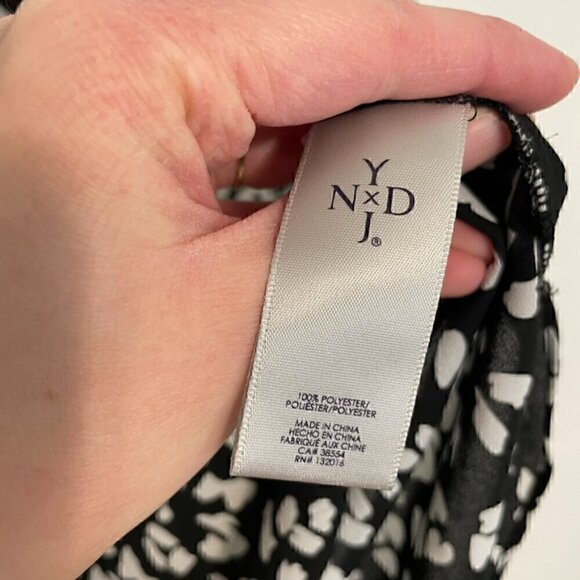 Y
N×D
J®
100% POLYESTER/
POLIÉSTER/POLYESTER
MADE IN CHINA
HECHO EN CHINA
FABRIQUÉ AUX CHINE
CA# 38554
RN# 132016